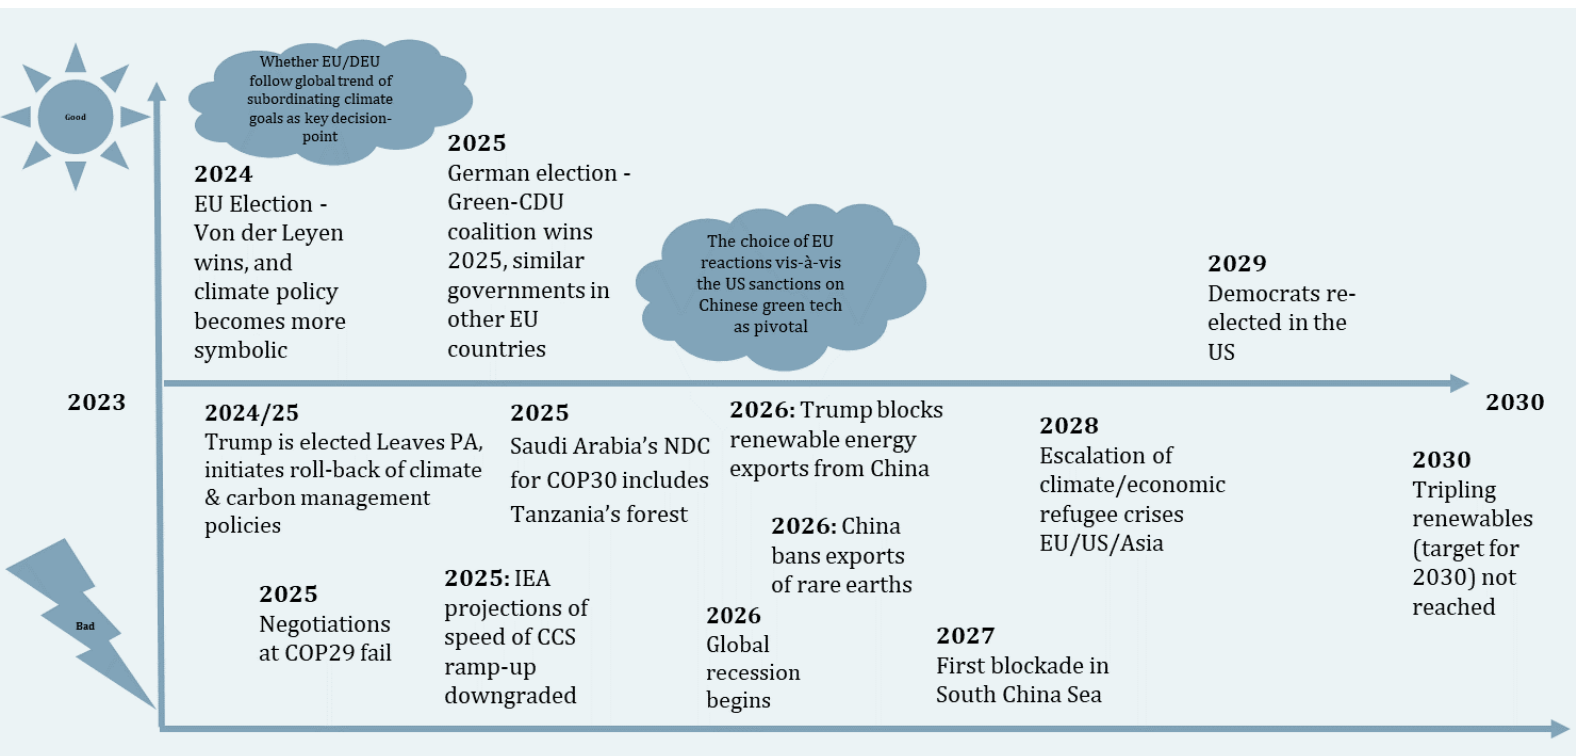 Good
Whether EU/DEU
follow global trend of
subordinating climate
goals as key decision-
point
2024
EU Election -
Von der Leyen
wins, and
climate policy
becomes more
symbolic
2025
German election -
Green-CDU
coalition wins
2025, similar
governments in
other EU
countries
The choice of EU
reactions vis-à-vis
the US sanctions on
Chinese green tech
as pivotal
2029
Democrats re-
elected in the
US
2023
2030
2024/25
Trump is elected Leaves PA,
initiates roll-back of climate
& carbon management
policies
2025
Saudi Arabia’s NDC
for COP30 includes
Tanzania’s forest
2026: Trump blocks
renewable energy
exports from China
2026: China
bans exports
of rare earths
2028
Escalation of
climate/economic
refugee crises
EU/US/Asia
2030
Tripling
renewables
(target for
2030) not
reached
Bad
2025
Negotiations
at COP29 fail
2025: IEA
projections of
speed of CCS
ramp-up
downgraded
2026
Global
recession
begins
2027
First blockade in
South China Sea